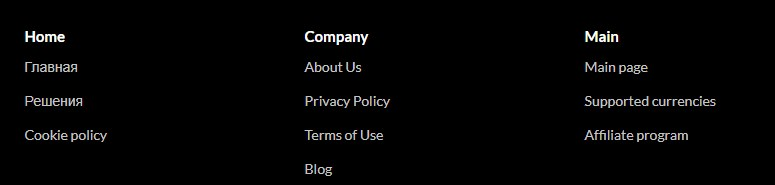 Home
Главная
Решения
Cookie policy
Company
About Us
Privacy Policy
Terms of Use
Blog
Main
Main page
Supported currencies
Affiliate program